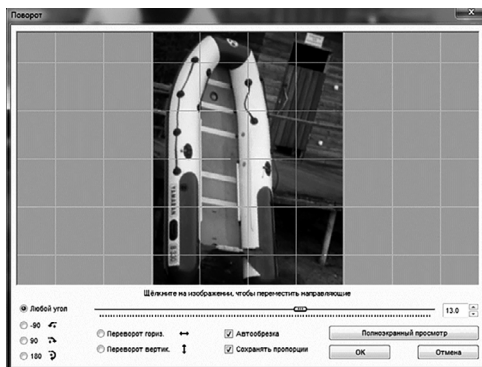 Поворот
Щёлкните на изображении, чтобы переместить направляющие
Любой угол
13.0
-90
90
180
Переворот гориз.
Переворот вертик.
Автообрезка
Сохранять пропорции
Полноэкранный просмотр
ОК
Отмена